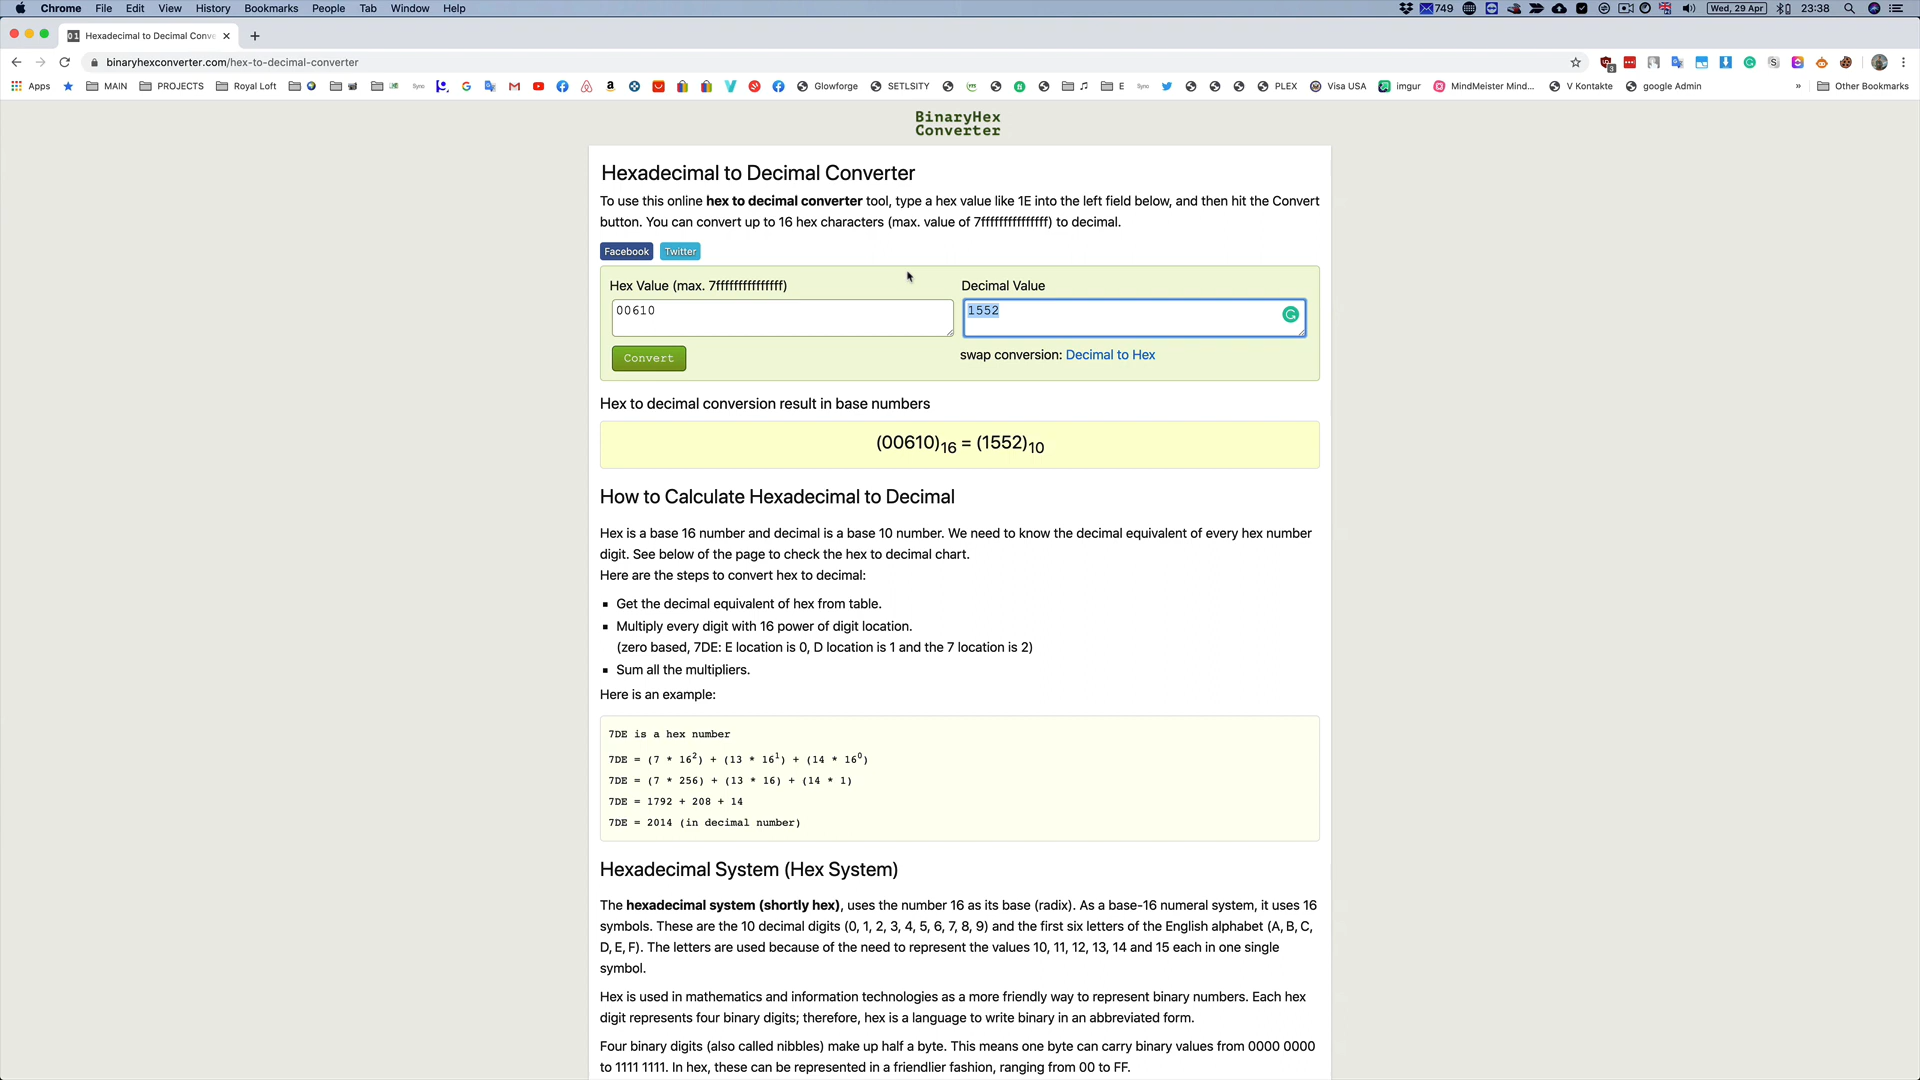 Chrome File Edit View History Bookmarks People Tab Window Help 749 Wed, 29 Apr 23:38
Hexadecimal to Decimal Conve
binaryhexconverter.com/hex-to-decimal-converter
Apps MAIN PROJECTS Royal Loft Glowforge SETLSITY E PLEX Visa USA imgur MindMeister Mind... V Kontakte google Admin » Other Bookmarks
BinaryHex
Converter
Hexadecimal to Decimal Converter
To use this online hex to decimal converter tool, type a hex value like 1E into the left field below, and then hit the Convert
button. You can convert up to 16 hex characters (max. value of 7fffffffffffffff) to decimal.
Facebook Twitter
Hex Value (max. 7fffffffffffffff) Decimal Value
00610 1552
Convert swap conversion: Decimal to Hex
Hex to decimal conversion result in base numbers
(00610)16 = (1552)10
How to Calculate Hexadecimal to Decimal
Hex is a base 16 number and decimal is a base 10 number. We need to know the decimal equivalent of every hex number
digit. See below of the page to check the hex to decimal chart.
Here are the steps to convert hex to decimal:
▪ Get the decimal equivalent of hex from table.
▪ Multiply every digit with 16 power of digit location.
(zero based, 7DE: E location is 0, D location is 1 and the 7 location is 2)
▪ Sum all the multipliers.
Here is an example:
7DE is a hex number
7DE = (7 * 16²) + (13 * 16¹) + (14 * 16⁰)
7DE = (7 * 256) + (13 * 16) + (14 * 1)
7DE = 1792 + 208 + 14
7DE = 2014 (in decimal number)
Hexadecimal System (Hex System)
The hexadecimal system (shortly hex), uses the number 16 as its base (radix). As a base-16 numeral system, it uses 16
symbols. These are the 10 decimal digits (0, 1, 2, 3, 4, 5, 6, 7, 8, 9) and the first six letters of the English alphabet (A, B, C,
D, E, F). The letters are used because of the need to represent the values 10, 11, 12, 13, 14 and 15 each in one single
symbol.
Hex is used in mathematics and information technologies as a more friendly way to represent binary numbers. Each hex
digit represents four binary digits; therefore, hex is a language to write binary in an abbreviated form.
Four binary digits (also called nibbles) make up half a byte. This means one byte can carry binary values from 0000 0000
to 1111 1111. In hex, these can be represented in a friendlier fashion, ranging from 00 to FF.